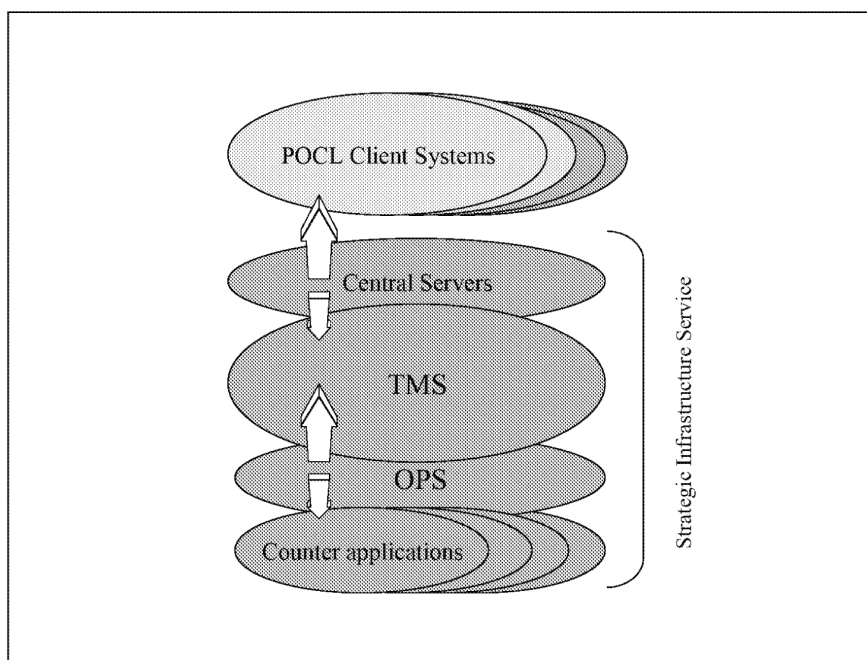 POCL Client Systems
Central Servers
TMS
OPS
Counter applications
Strategic Infrastructure Service